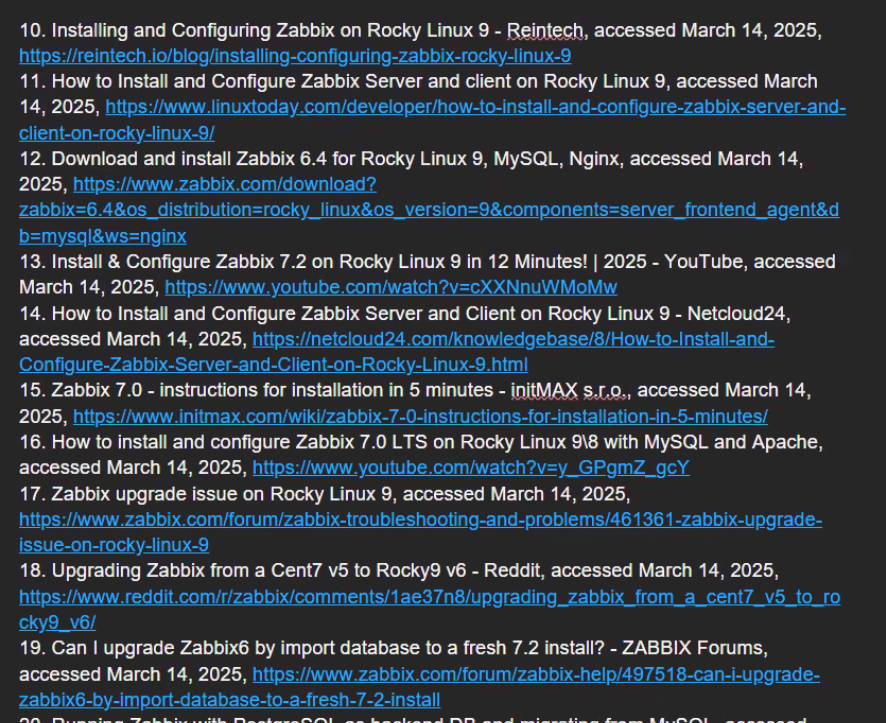 10. Installing and Configuring Zabbix on Rocky Linux 9 - Reintech, accessed March 14, 2025,
https://reintech.io/blog/installing-configuring-zabbix-rocky-linux-9
11. How to Install and Configure Zabbix Server and client on Rocky Linux 9, accessed March
14, 2025, https://www.linuxtoday.com/developer/how-to-install-and-configure-zabbix-server-and-
client-on-rocky-linux-9/
12. Download and install Zabbix 6.4 for Rocky Linux 9, MySQL, Nginx, accessed March 14,
2025, https://www.zabbix.com/download?
zabbix=6.4&os_distribution=rocky_linux&os_version=9&components=server_frontend_agent&d
b=mysql&ws=nginx
13. Install & Configure Zabbix 7.2 on Rocky Linux 9 in 12 Minutes! | 2025 - YouTube, accessed
March 14, 2025, https://www.youtube.com/watch?v=cXXNnuWMoMw
14. How to Install and Configure Zabbix Server and Client on Rocky Linux 9 - Netcloud24,
accessed March 14, 2025, https://netcloud24.com/knowledgebase/8/How-to-Install-and-
Configure-Zabbix-Server-and-Client-on-Rocky-Linux-9.html
15. Zabbix 7.0 - instructions for installation in 5 minutes - initMAX s.r.o., accessed March 14,
2025, https://www.initmax.com/wiki/zabbix-7-0-instructions-for-installation-in-5-minutes/
16. How to install and configure Zabbix 7.0 LTS on Rocky Linux 9\8 with MySQL and Apache,
accessed March 14, 2025, https://www.youtube.com/watch?v=y_GPgmZ_gcY
17. Zabbix upgrade issue on Rocky Linux 9, accessed March 14, 2025,
https://www.zabbix.com/forum/zabbix-troubleshooting-and-problems/461361-zabbix-upgrade-
issue-on-rocky-linux-9
18. Upgrading Zabbix from a Cent7 v5 to Rocky9 v6 - Reddit, accessed March 14, 2025,
https://www.reddit.com/r/zabbix/comments/1ae37n8/upgrading_zabbix_from_a_cent7_v5_to_ro
cky9_v6/
19. Can I upgrade Zabbix6 by import database to a fresh 7.2 install? - ZABBIX Forums,
accessed March 14, 2025, https://www.zabbix.com/forum/zabbix-help/497518-can-i-upgrade-
zabbix6-by-import-database-to-a-fresh-7-2-install
20. Running Zabbix with PostgreSQL as backend DB and migrating from MySQL, accessed